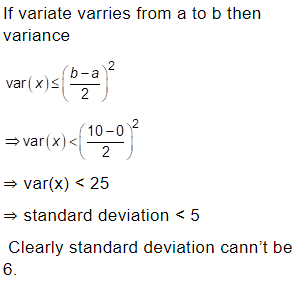 If variate varries from a to b then
variance
var(x)≤((b−a)/2)²
⇒var(x)<((10−0)/2)²
⇒ var(x) < 25
⇒ standard deviation < 5
Clearly standard deviation cann't be
6.